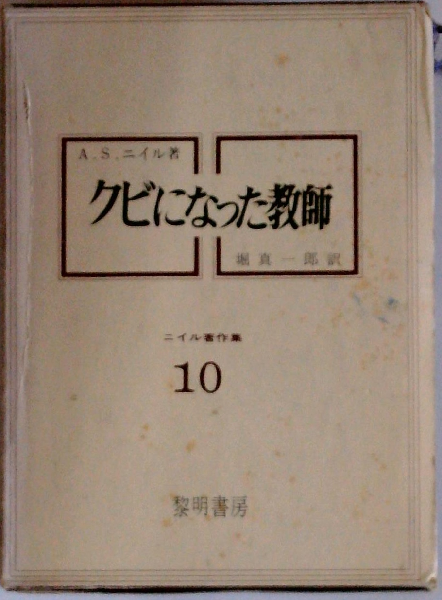 A.S.ニイル著
クビになった教師
堀真一郎訳
ニイル著作集
10
黎明書房